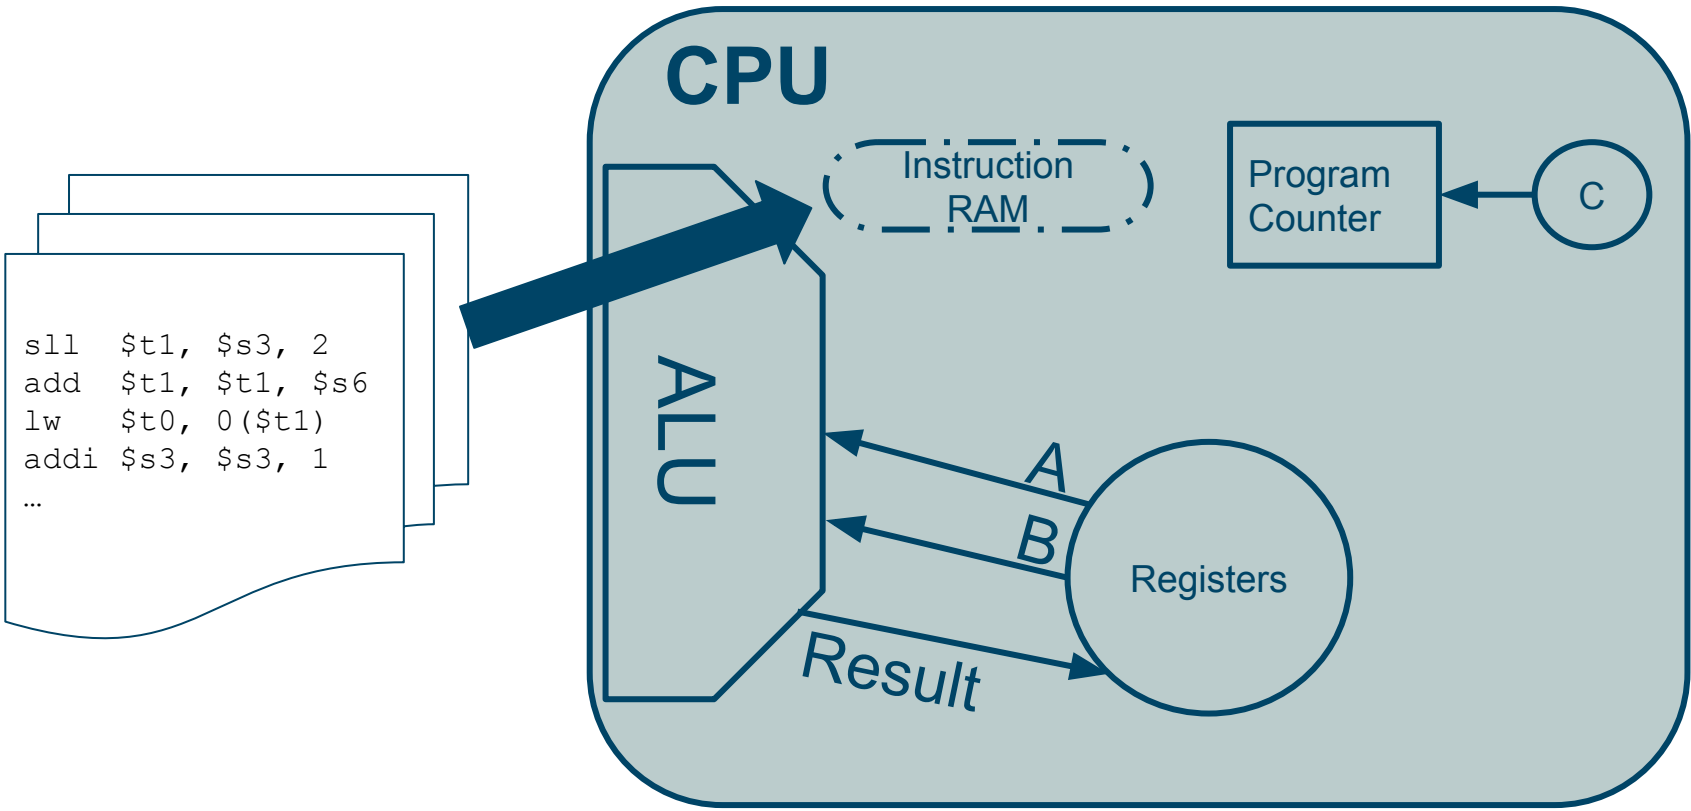 CPU
Instruction
RAM
Program
Counter
C
sll $t1, $s3, 2
add $t1, $t1, $s6
lw $t0, 0($t1)
addi $s3, $s3, 1
…
ALU
A
B
Registers
Result